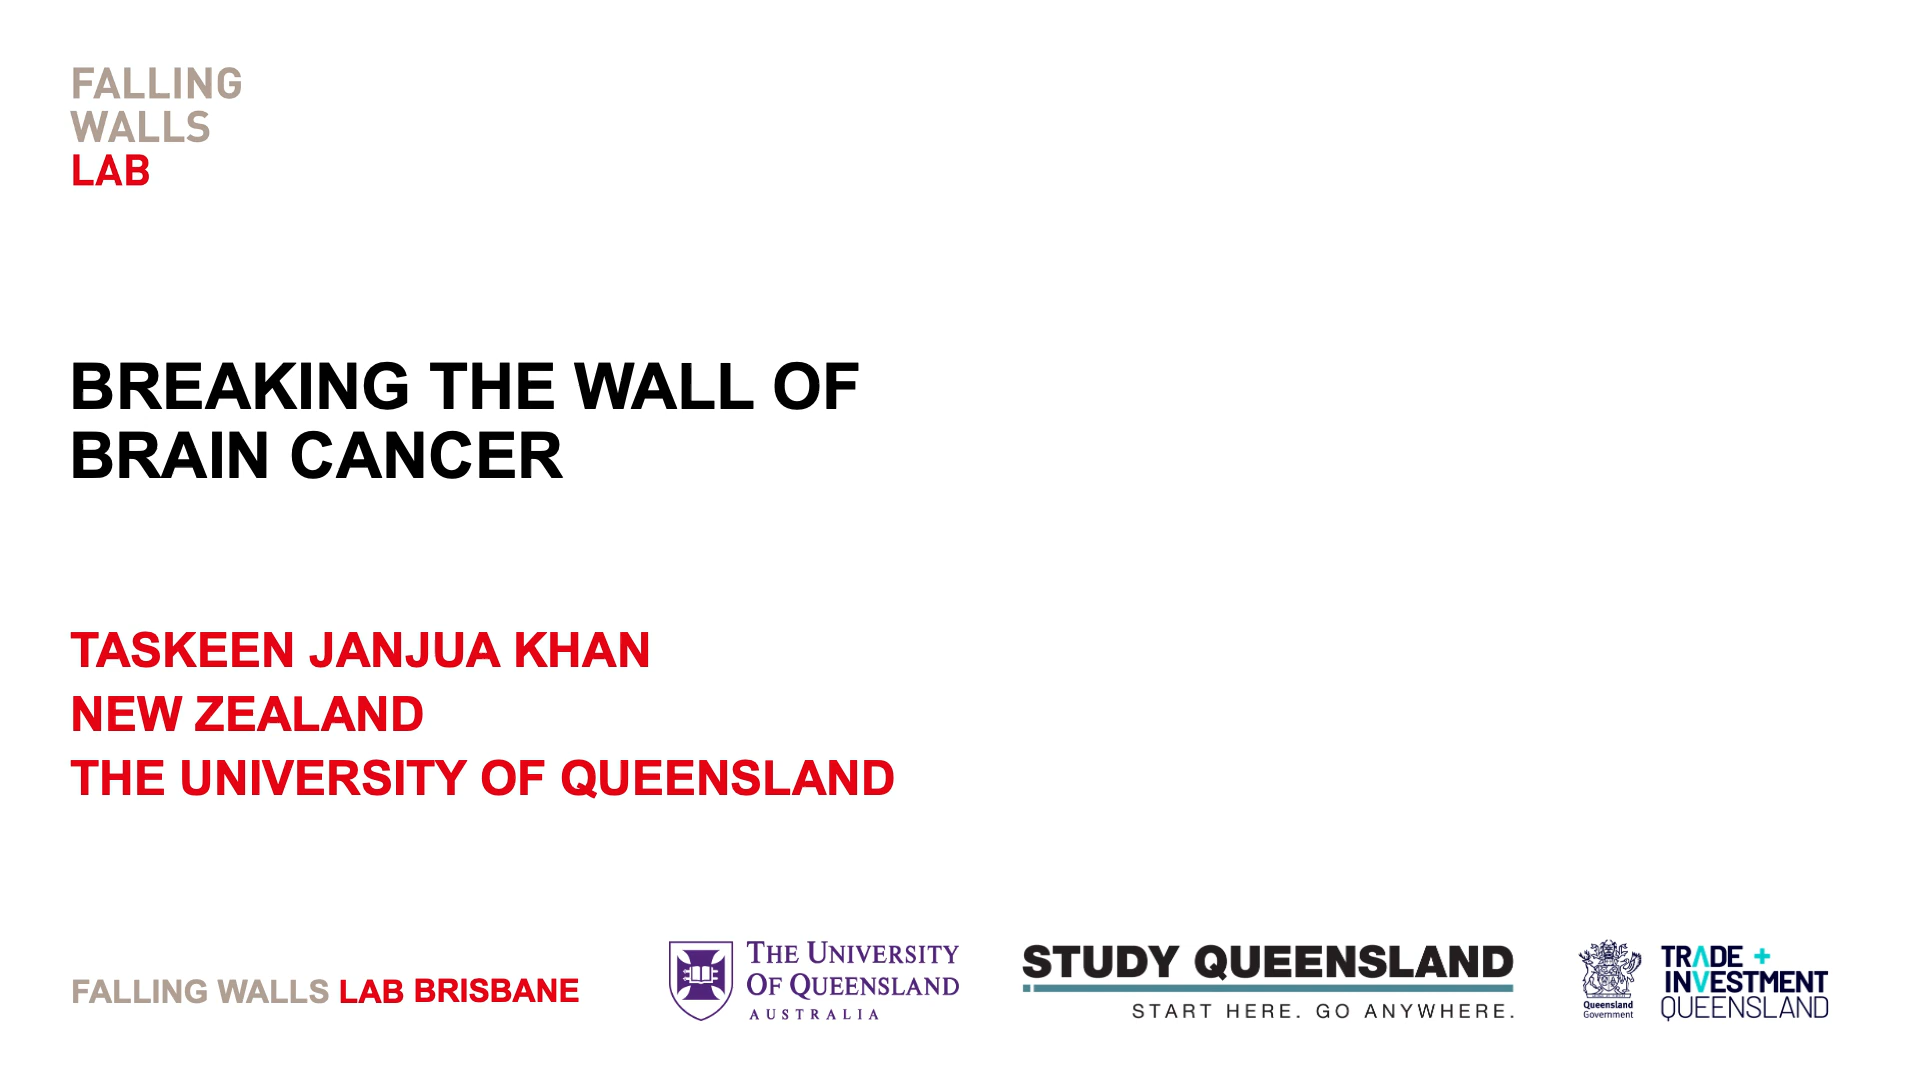 FALLING
WALLS
LAB
BREAKING THE WALL OF
BRAIN CANCER
TASKEEN JANJUA KHAN
NEW ZEALAND
THE UNIVERSITY OF QUEENSLAND
FALLING WALLS LAB BRISBANE
THE UNIVERSITY
OF QUEENSLAND
AUSTRALIA
STUDY QUEENSLAND
START HERE. GO ANYWHERE.
Queensland
Government
TRADE +
INVESTMENT
QUEENSLAND